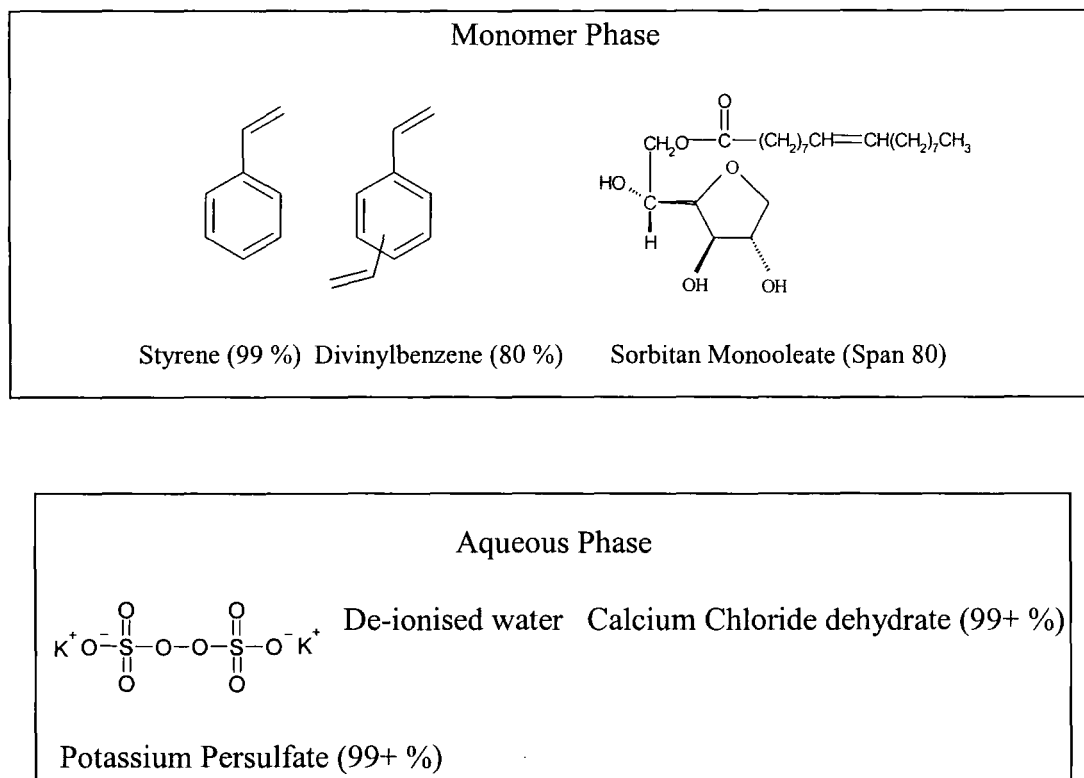 Monomer Phase
O
CH2O—C—(CH2)7CH=CH(CH2)7CH3
O
HO
C
H
OH
OH
Styrene (99 %) Divinylbenzene (80 %) Sorbitan Monooleate (Span 80)
Aqueous Phase
O O
K+ O−–S–O–O–S–O− K+
O O
De-ionised water Calcium Chloride dehydrate (99+ %)
Potassium Persulfate (99+ %)